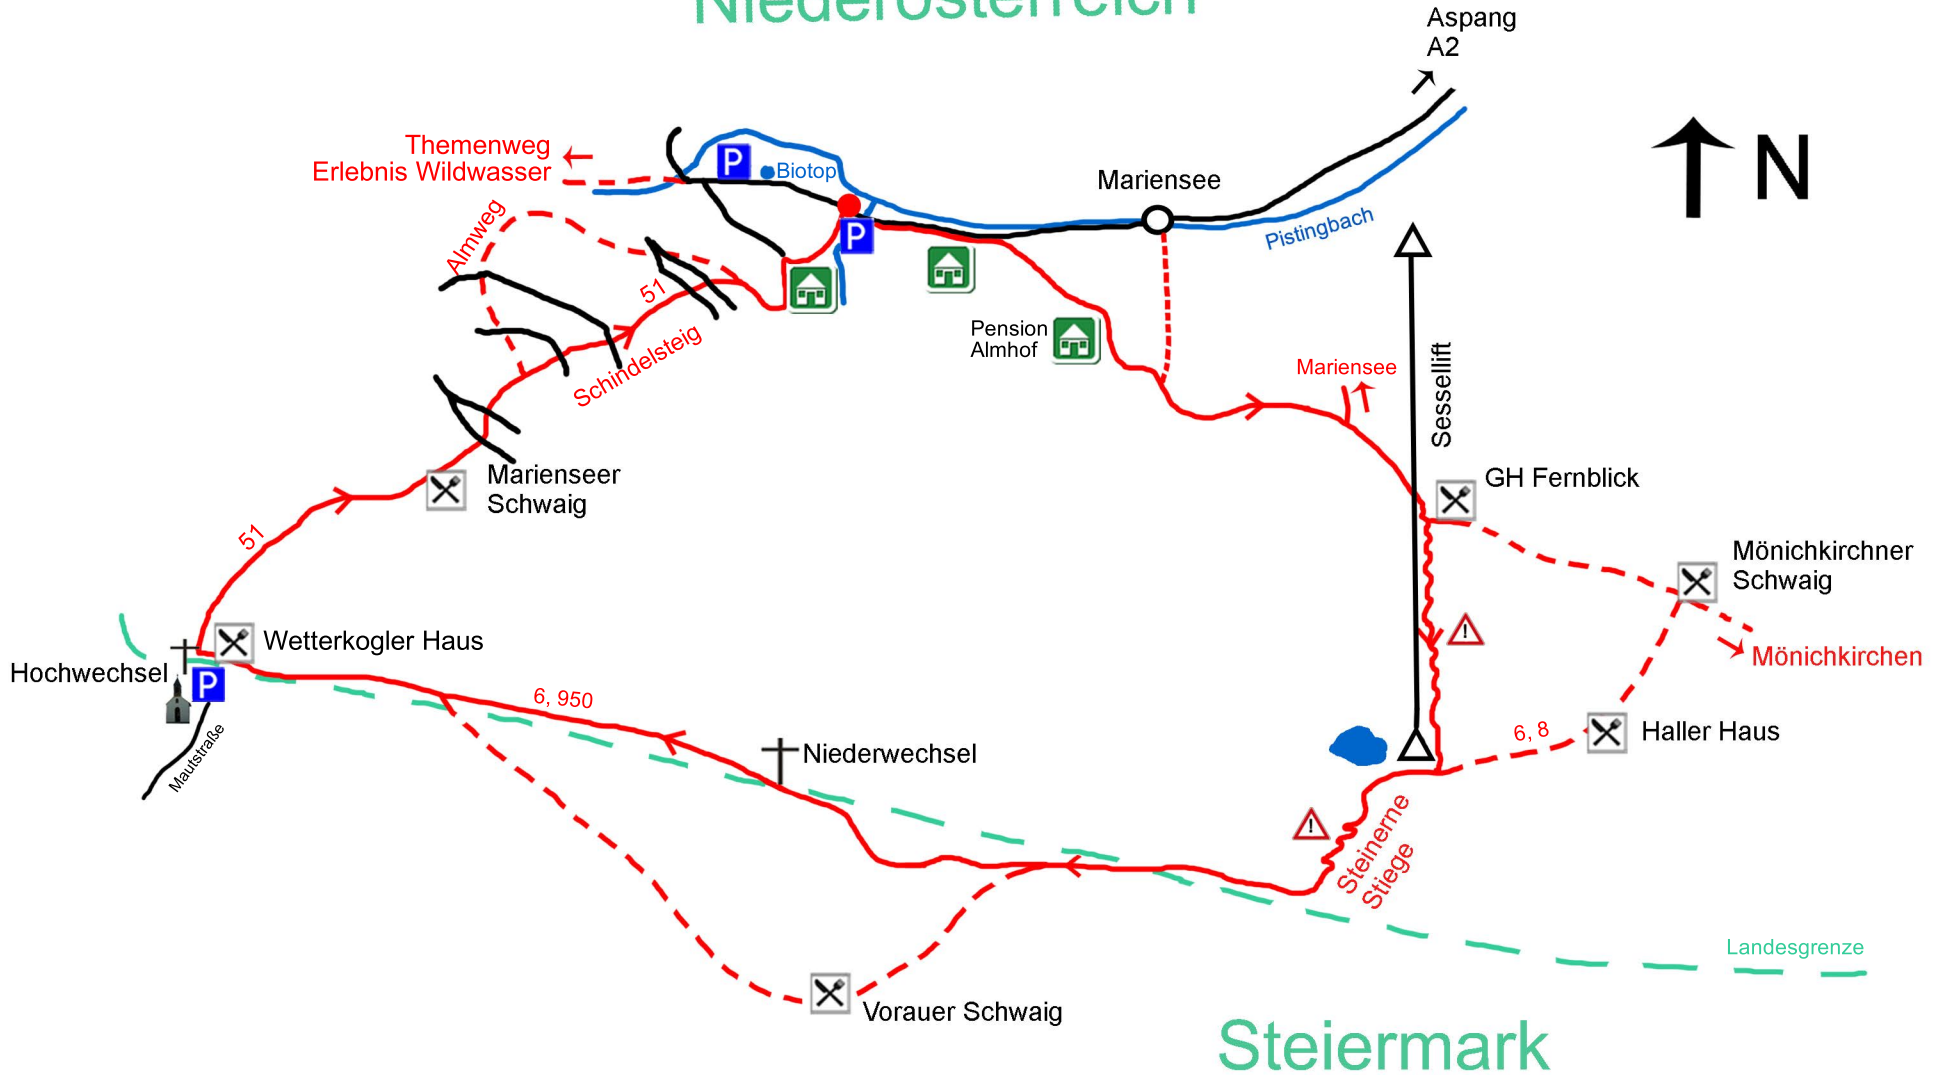 Niederösterreich
Aspang
A2
Themenweg
Erlebnis Wildwasser
P
Biotop
Mariensee
N
Almweg
P
Pistingbach
51
Schindelsteig
Pension
Almhof
Mariensee
Sessellift
Marienseer
Schwaig
GH Fernblick
51
Mönichkirchner
Schwaig
Wetterkogler Haus
Hochwechsel
P
Mönichkirchen
6, 950
Mautstraße
Niederwechsel
6, 8
Haller Haus
Steinerne
Stiege
Landesgrenze
Vorauer Schwaig
Steiermark